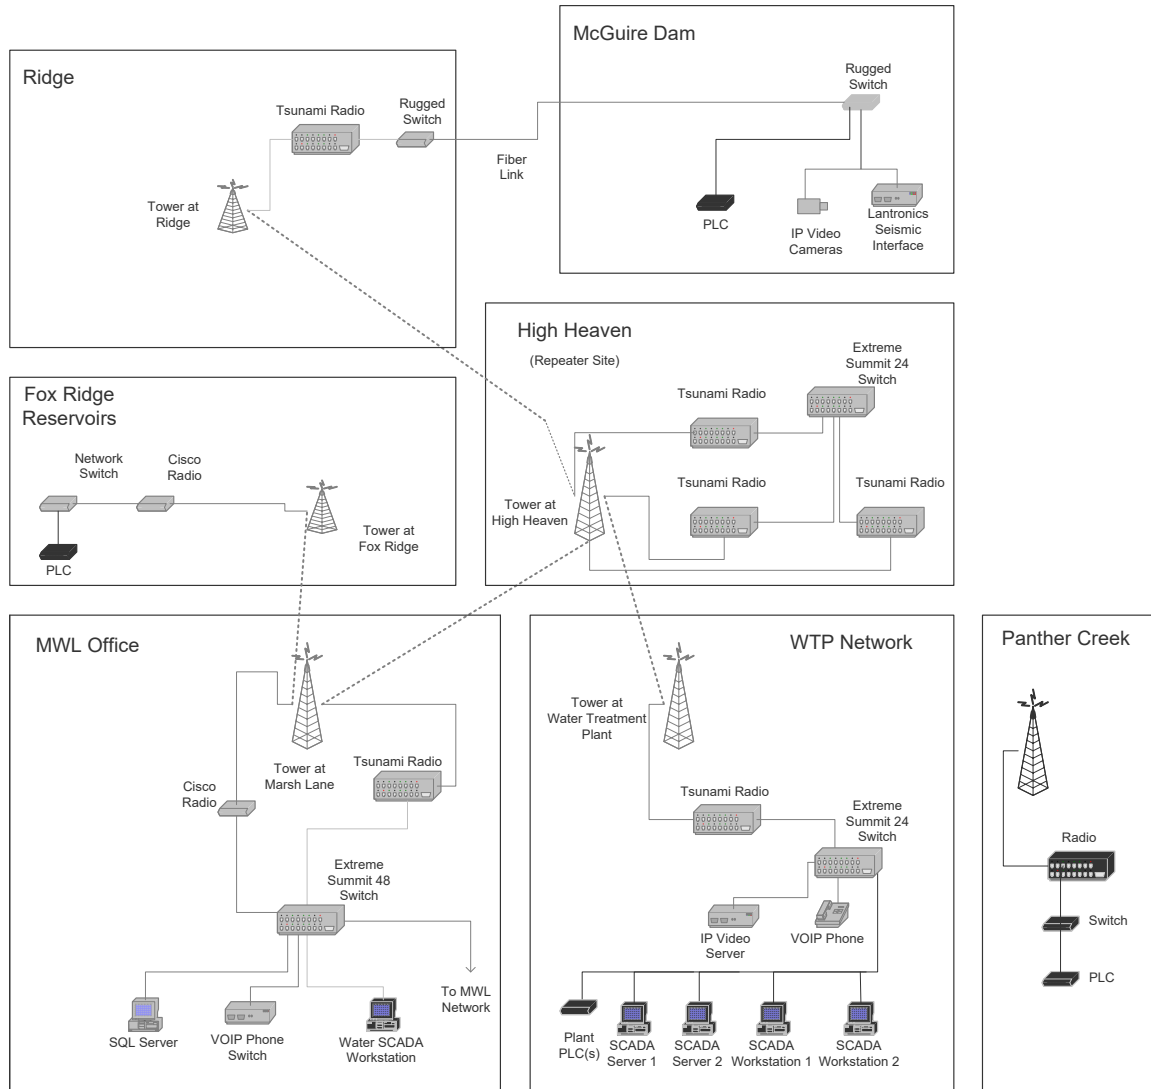 McGuire Dam
Rugged
Switch
PLC
IP Video
Cameras
Lantronics
Seismic
Interface
Ridge
Tsunami Radio
Rugged
Switch
Fiber
Link
Tower at
Ridge
High Heaven
(Repeater Site)
Extreme
Summit 24
Switch
Tsunami Radio
Tsunami Radio
Tsunami Radio
Tower at
High Heaven
Fox Ridge
Reservoirs
Network
Switch
Cisco
Radio
PLC
Tower at
Fox Ridge
MWL Office
Tower at
Marsh Lane
Tsunami Radio
Cisco
Radio
Extreme
Summit 48
Switch
To MWL
Network
SQL Server
VOIP Phone
Switch
Water SCADA
Workstation
WTP Network
Tower at
Water Treatment
Plant
Tsunami Radio
Extreme
Summit 24
Switch
IP Video
Server
VOIP Phone
Plant
PLC(s)
SCADA
Server 1
SCADA
Server 2
SCADA
Workstation 1
SCADA
Workstation 2
Panther Creek
Radio
Switch
PLC